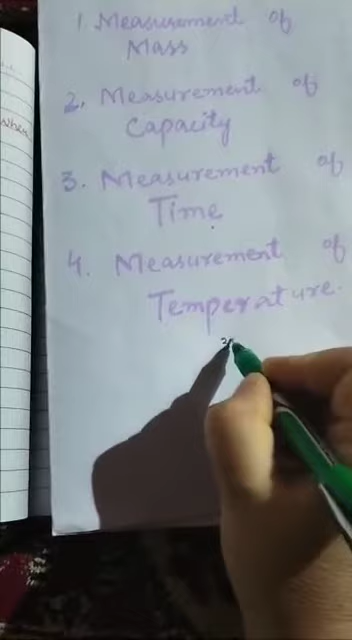 1. Measurement of
Mass
2. Measurement of
Capacity
3. Measurement of
Time
4. Measurement of
Temperature.